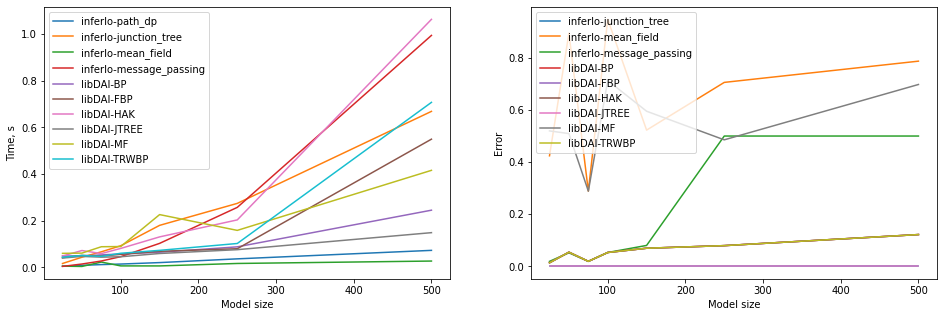 1.0
0.8
0.6
0.4
0.2
0.0
Time, s
inferlo-path_dp
inferlo-junction_tree
inferlo-mean_field
inferlo-message_passing
libDAI-BP
libDAI-FBP
libDAI-HAK
libDAI-JTREE
libDAI-MF
libDAI-TRWBP
100 200 300 400 500
Model size
0.8
0.6
0.4
0.2
0.0
Error
inferlo-junction_tree
inferlo-mean_field
inferlo-message_passing
libDAI-BP
libDAI-FBP
libDAI-HAK
libDAI-JTREE
libDAI-MF
libDAI-TRWBP
100 200 300 400 500
Model size